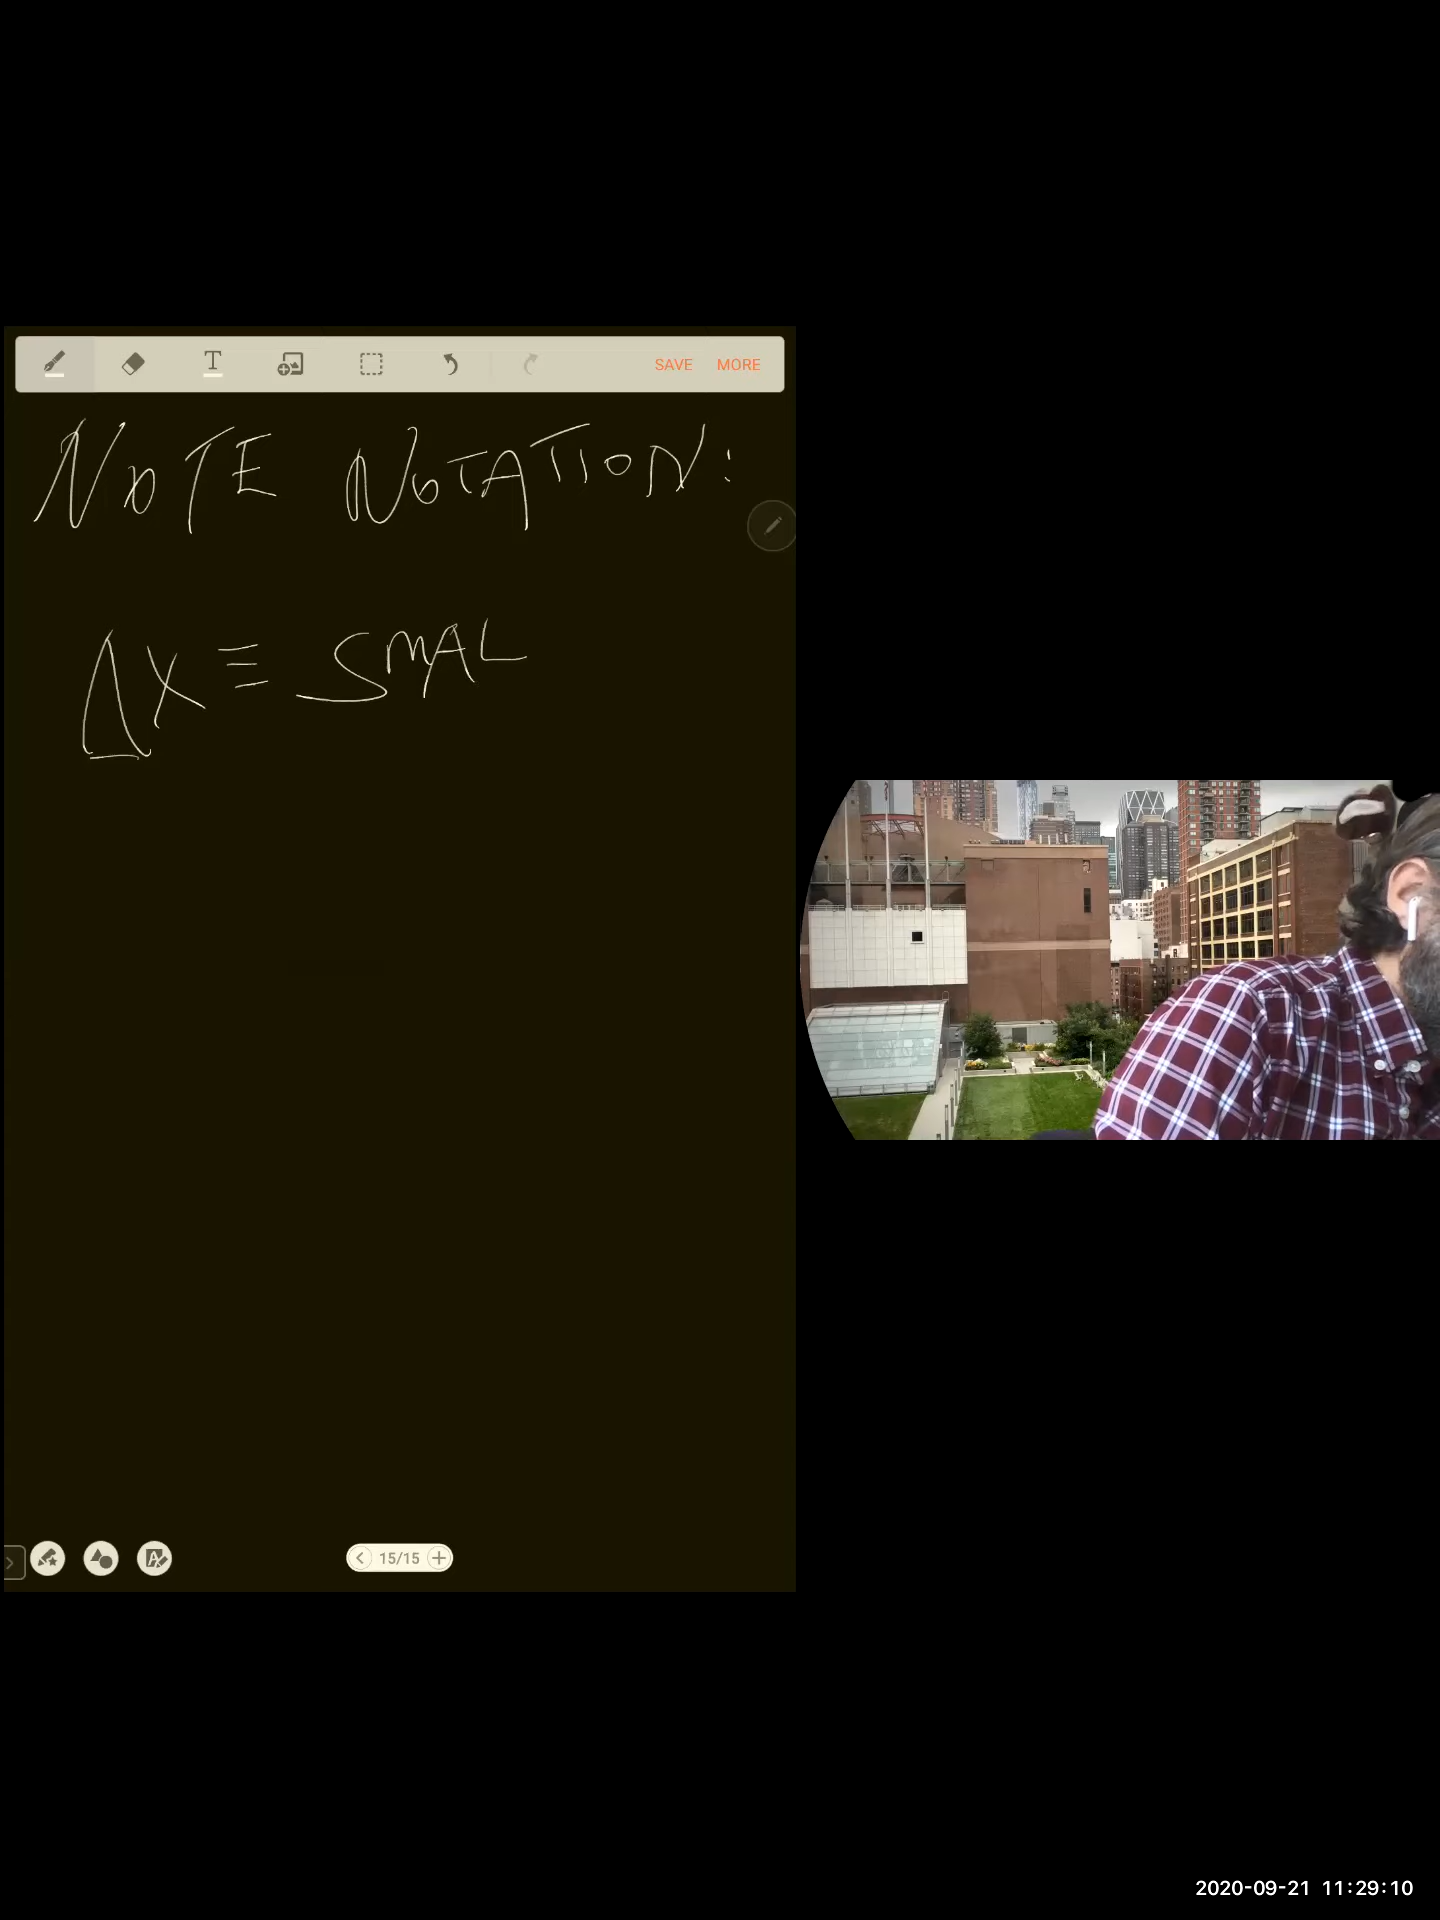 SAVE MORE
NOTE NOTATION:
Δx ≡ SMAL
15/15
2020-09-21 11:29:10